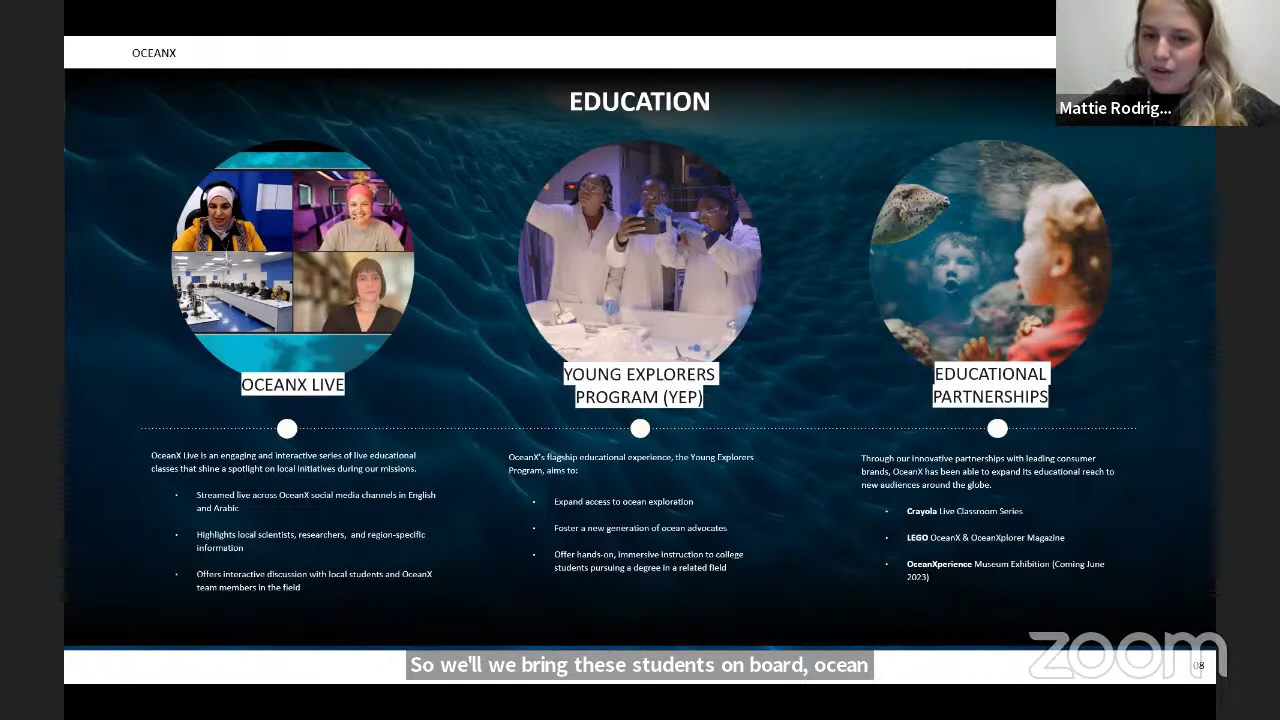 OCEANX
Mattie Rodrig...
EDUCATION
OCEANX LIVE
OceanX Live is an engaging and interactive series of live educational
classes that shine a spotlight on local initiatives during our missions.
• Streamed live across OceanX social media channels in English
and Arabic
• Highlights local scientists, researchers, and region-specific
information
• Offers interactive discussion with local students and OceanX
team members in the field
YOUNG EXPLORERS
PROGRAM (YEP)
OceanX's flagship educational experience, the Young Explorers
Program, aims to:
• Expand access to ocean exploration
• Foster a new generation of ocean advocates
• Offer hands-on, immersive instruction to college
students pursuing a degree in a related field
EDUCATIONAL
PARTNERSHIPS
Through our innovative partnerships with leading consumer
brands, OceanX has been able to expand its educational reach to
new audiences around the globe.
• Crayola Live Classroom Series
• LEGO OceanX & OceanXplorer Magazine
• OceanXperience Museum Exhibition (Coming June
2023)
So we'll we bring these students on board, ocean
zoom
08